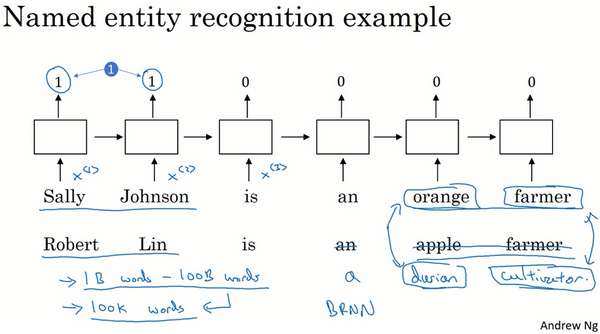 Named entity recognition example
1 1 1 0 0 0 0
x<1> x<2> x<3>
Sally Johnson is an orange farmer
Robert Lin is an apple farmer
→ 1B words - 100B words a durian cultivator.
→ 100k words BRNN
Andrew Ng